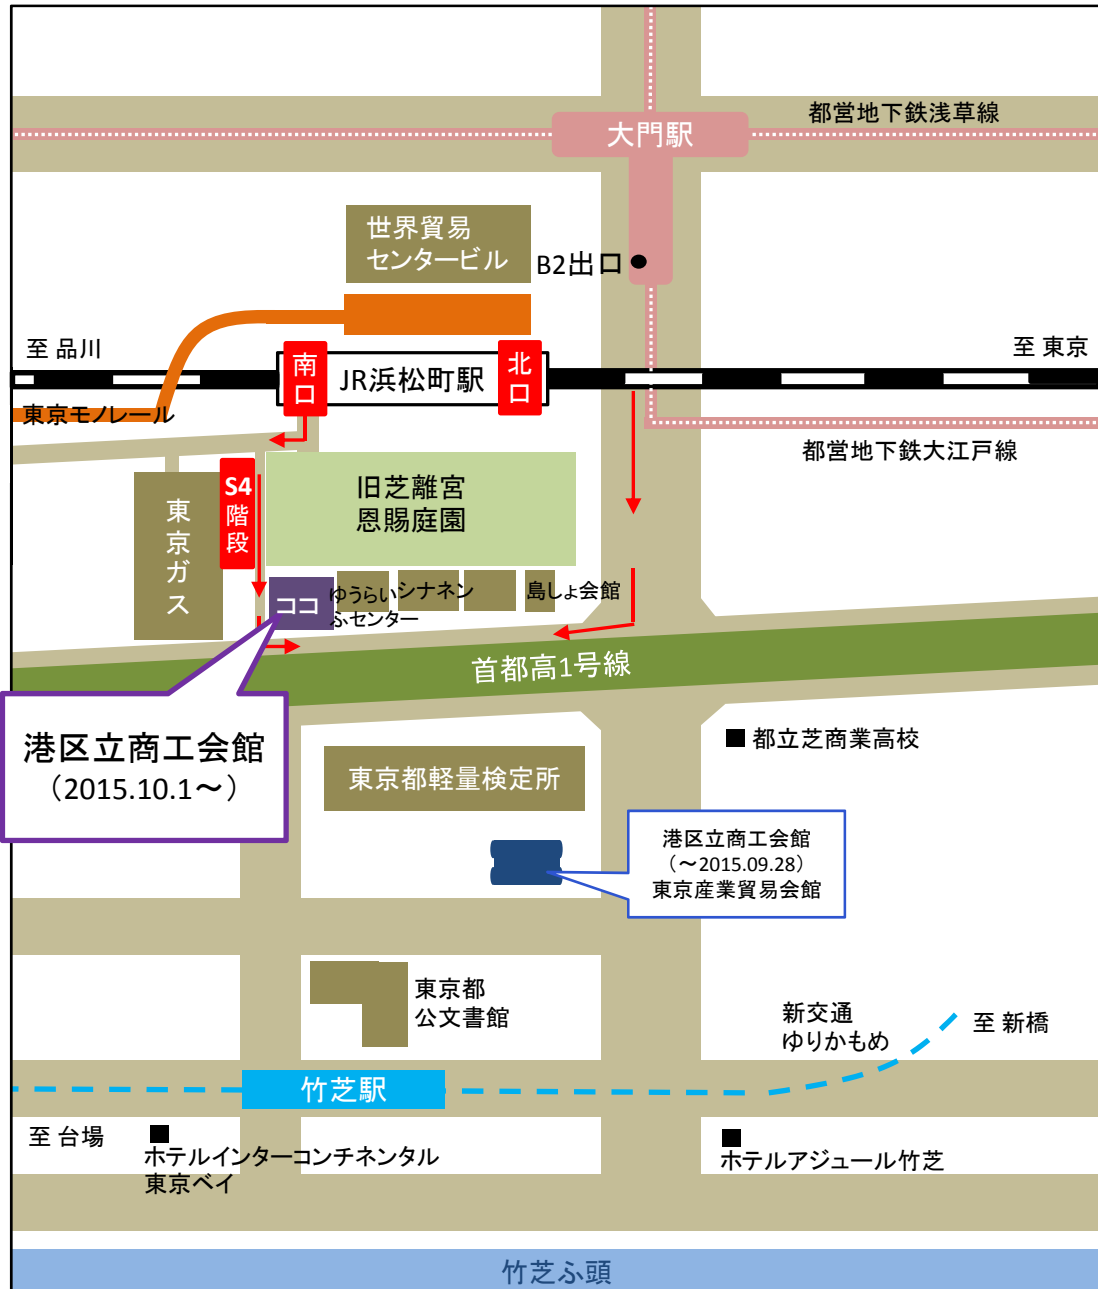 都営地下鉄浅草線
大門駅
世界貿易
センタービル
B2出口
至 品川
至 東京
南口
JR浜松町駅
北口
東京モノレール
都営地下鉄大江戸線
S4階段
旧芝離宮
恩賜庭園
東京ガス
ココ
ゆうらい
ふセンター
シナネン
島しょ会館
首都高1号線
港区立商工会館
（2015.10.1～）
都立芝商業高校
東京都軽量検定所
港区立商工会館
（～2015.09.28）
東京産業貿易会館
東京都
公文書館
新交通
ゆりかもめ
至 新橋
竹芝駅
至 台場
ホテルインターコンチネンタル
東京ベイ
ホテルアジュール竹芝
竹芝ふ頭